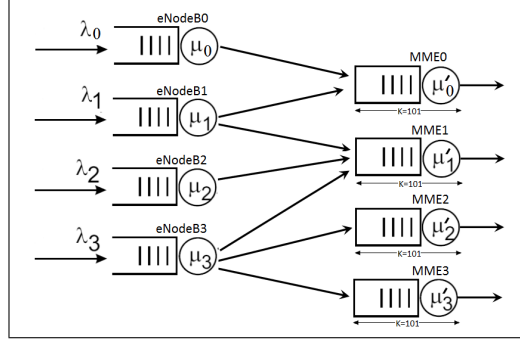 λ0
eNodeB0
μ0
λ1
eNodeB1
μ1
λ2
eNodeB2
μ2
λ3
eNodeB3
μ3
MME0
μ′0
K=101
MME1
μ′1
K=101
MME2
μ′2
K=101
MME3
μ′3
K=101